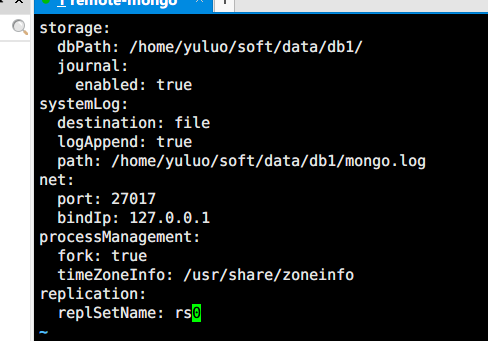 1 remote-mongo
storage:
  dbPath: /home/yuluo/soft/data/db1/
  journal:
    enabled: true
systemLog:
  destination: file
  logAppend: true
  path: /home/yuluo/soft/data/db1/mongo.log
net:
  port: 27017
  bindIp: 127.0.0.1
processManagement:
  fork: true
  timeZoneInfo: /usr/share/zoneinfo
replication:
  replSetName: rs0
~